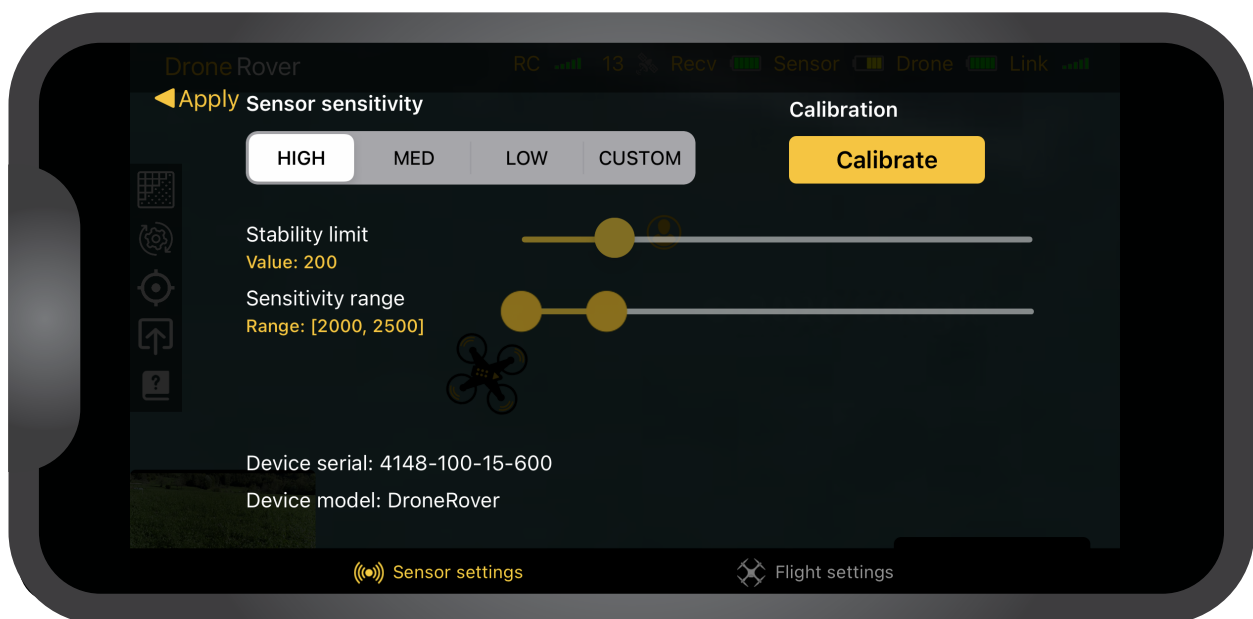 DroneRover RC 13 Recv Sensor Drone Link
Apply
Sensor sensitivity
Calibration
HIGH MED LOW CUSTOM
Calibrate
Stability limit
Value: 200
Sensitivity range
Range: [2000, 2500]
?
Device serial: 4148-100-15-600
Device model: DroneRover
Sensor settings Flight settings